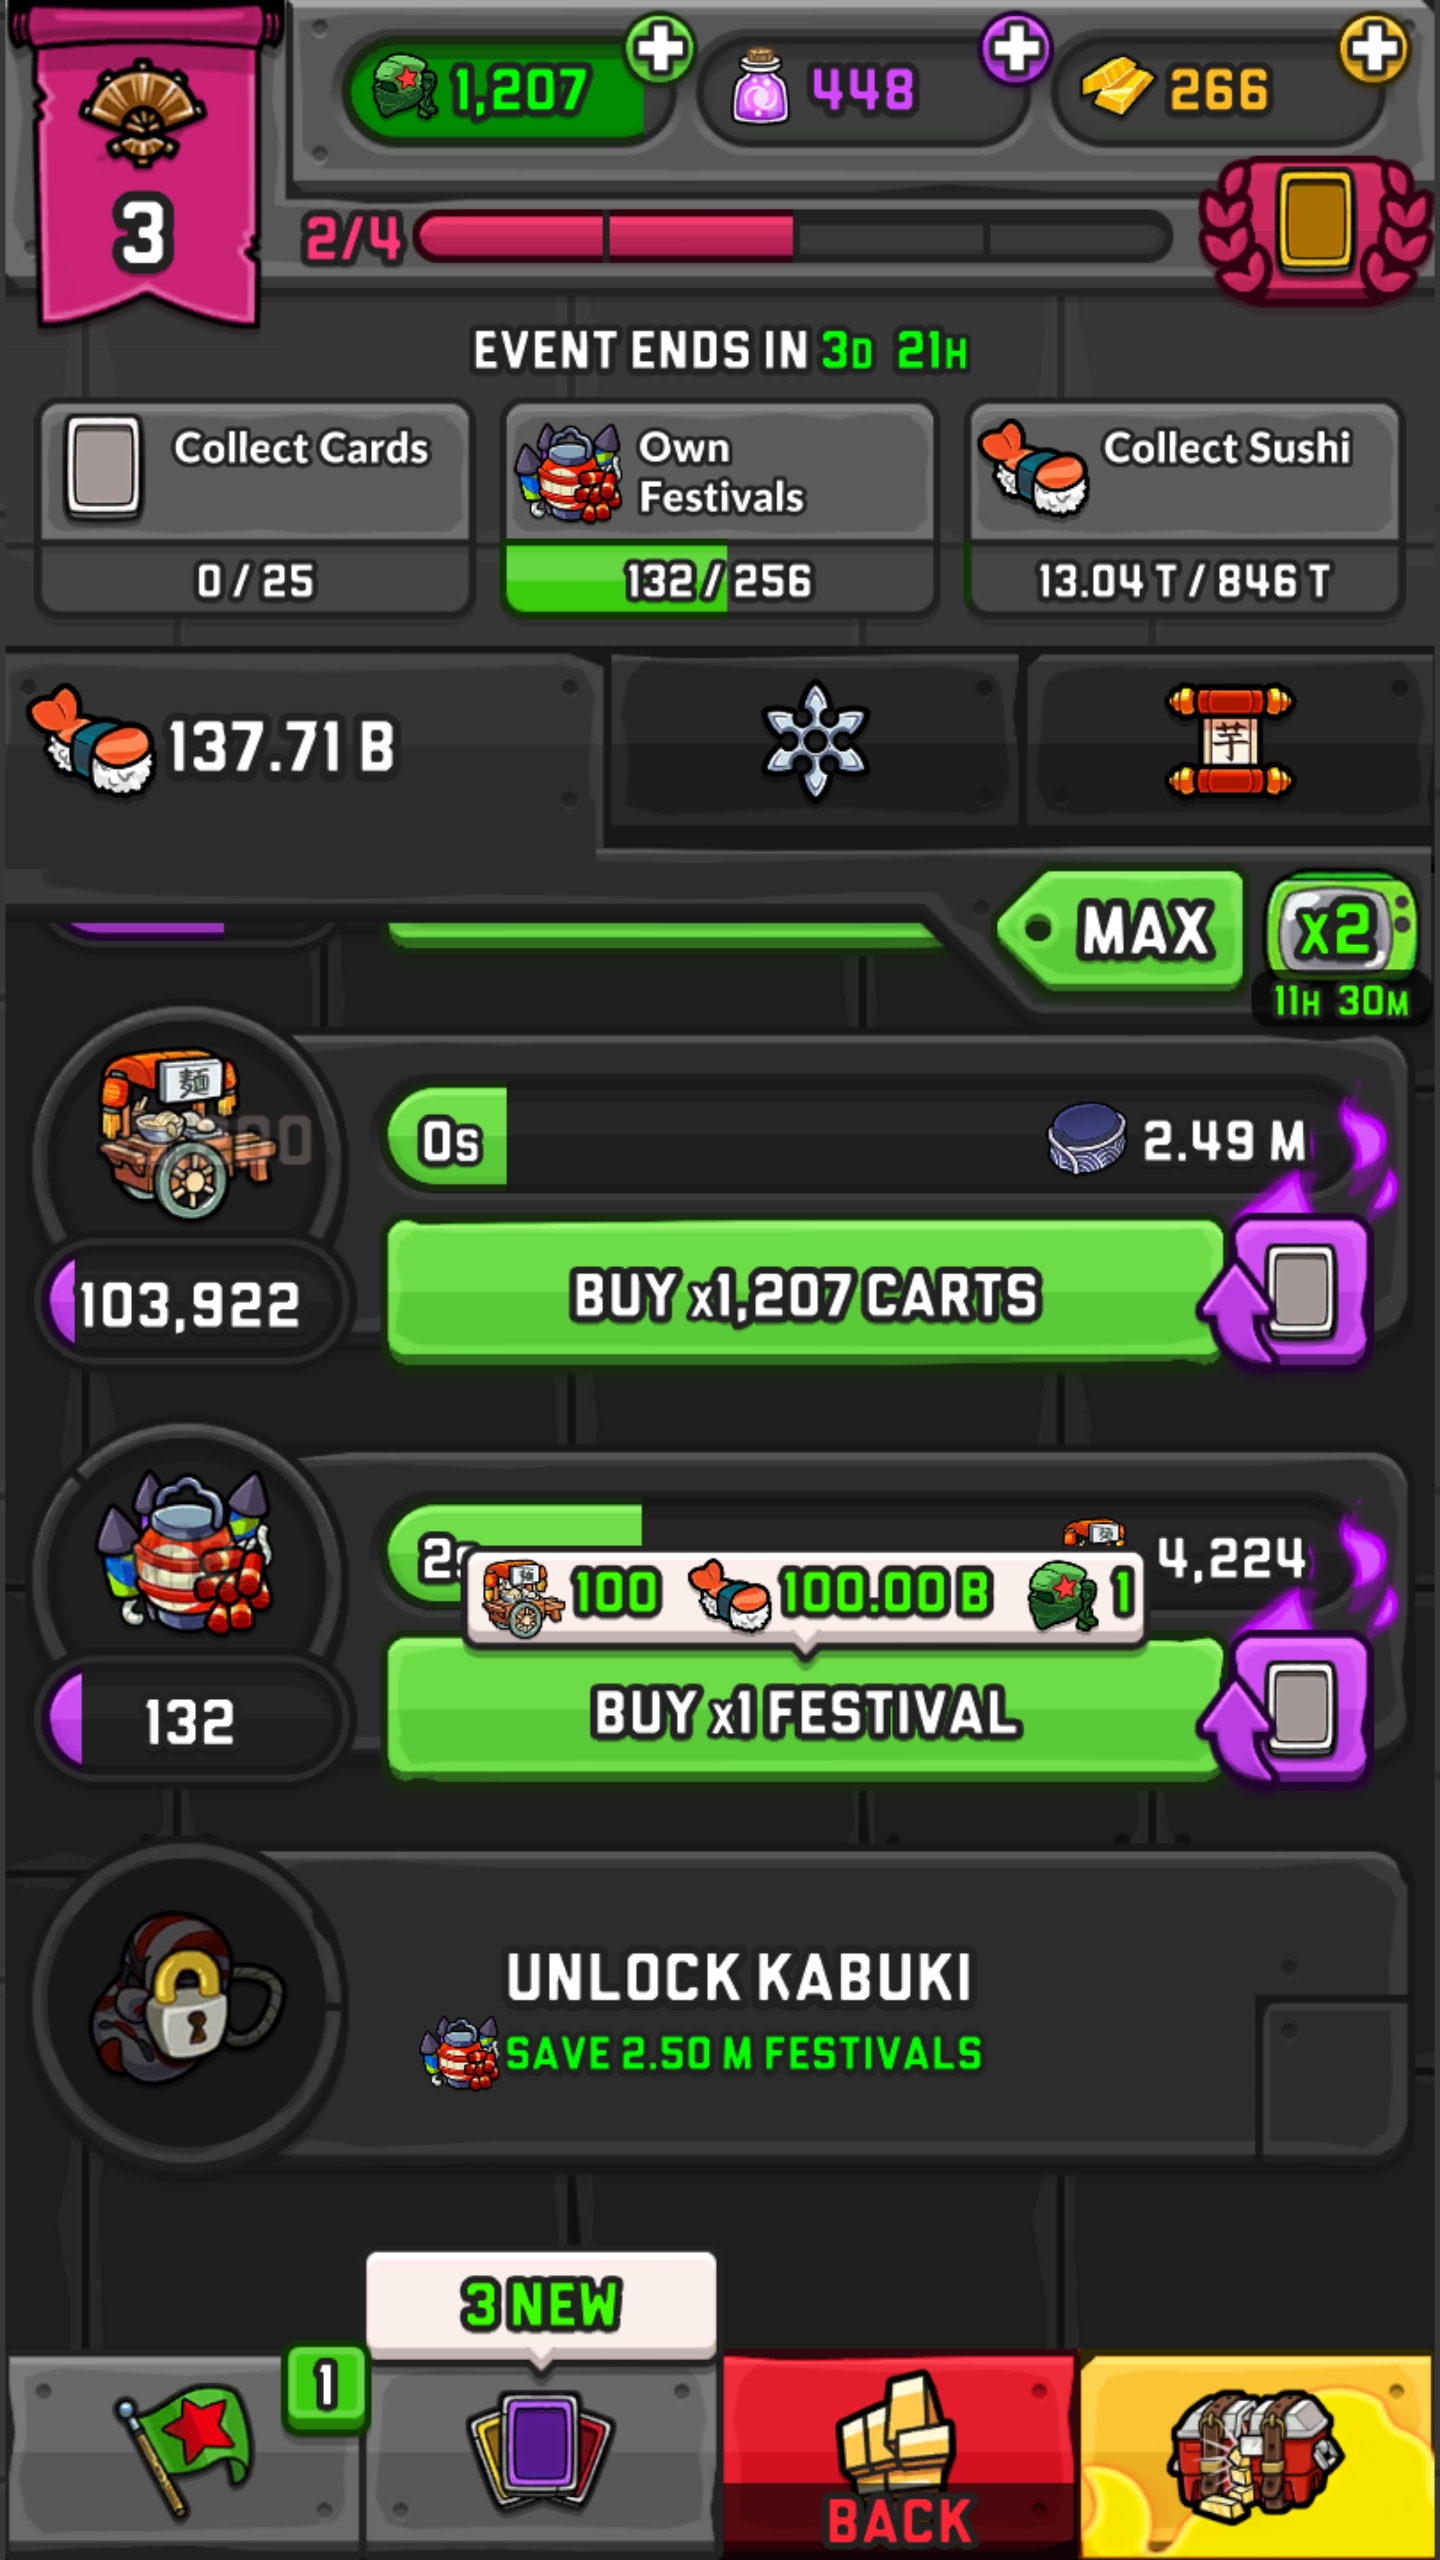 1,207
448
266
3
2/4
EVENT ENDS IN 3D 21H
Collect Cards
0 / 25
Own
Festivals
132 / 256
Collect Sushi
13.04 T / 846 T
137.71 B
芋
MAX
x2
11H 30M
麺
0s
2.49 M
103,922
BUY x1,207 CARTS
4,224
100
100.00 B
1
132
BUY x1 FESTIVAL
UNLOCK KABUKI
SAVE 2.50 M FESTIVALS
3 NEW
1
BACK